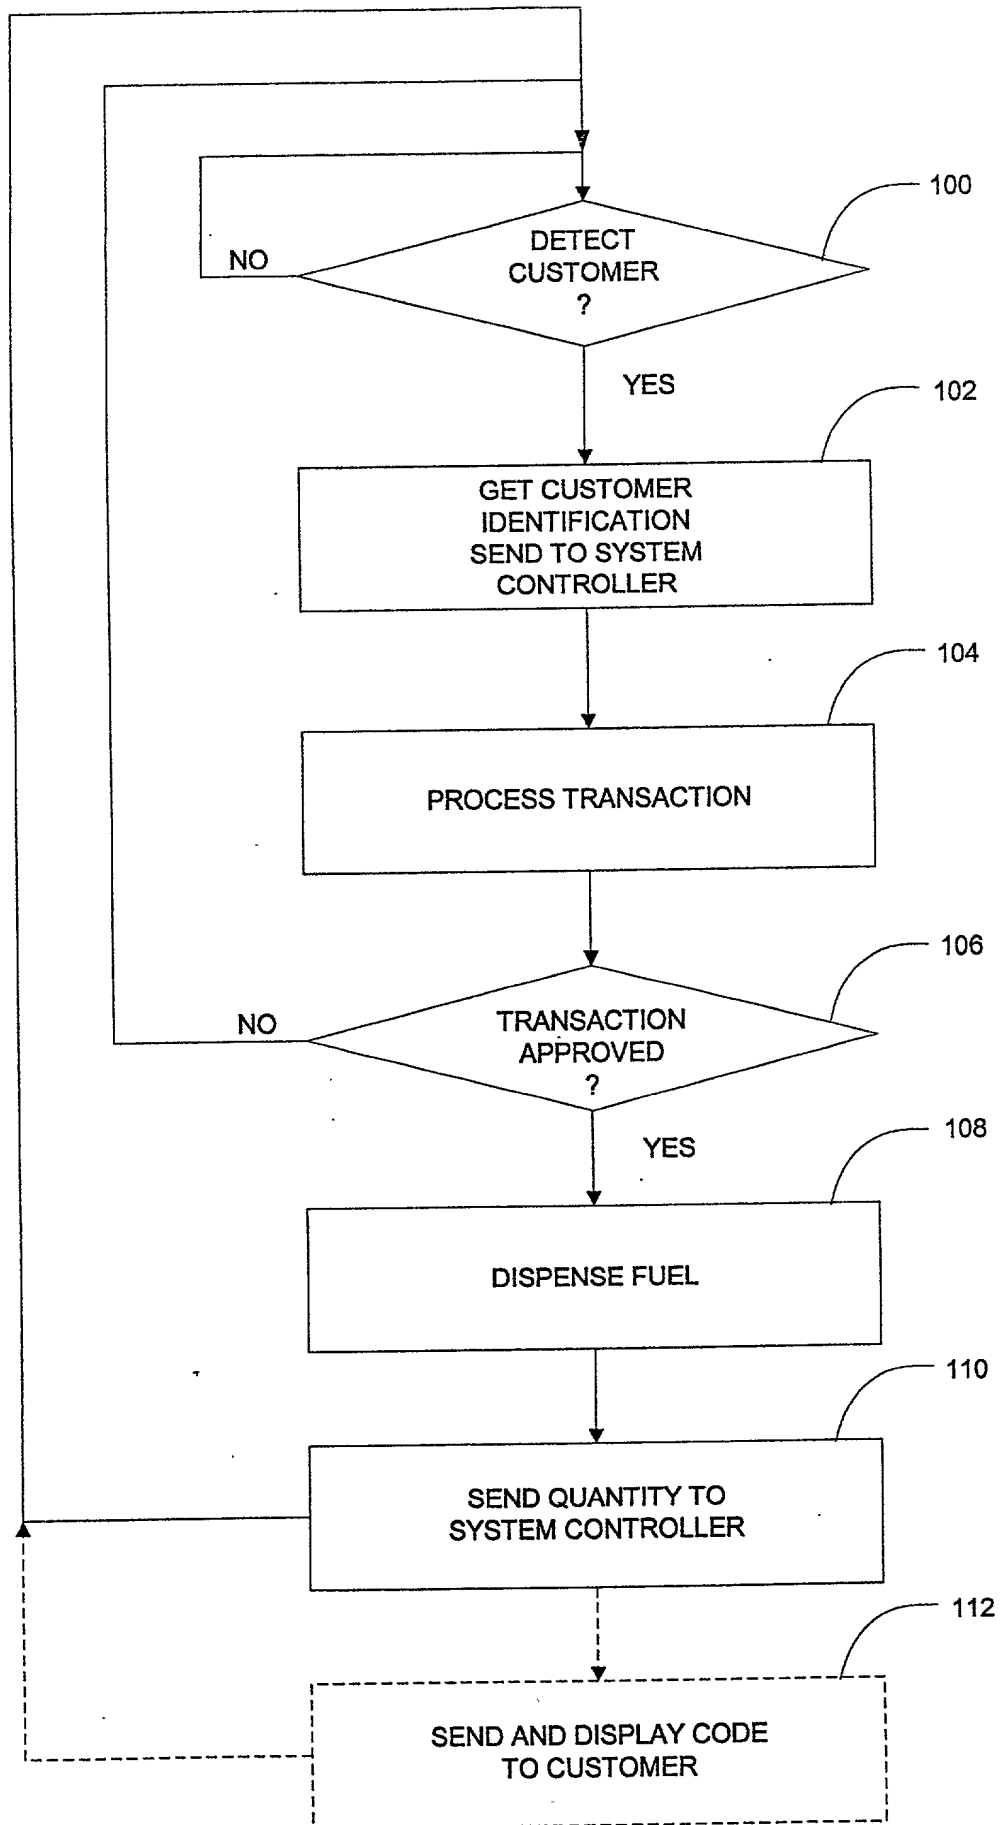 100
DETECT
CUSTOMER
?
NO
YES
102
GET CUSTOMER
IDENTIFICATION
SEND TO SYSTEM
CONTROLLER
104
PROCESS TRANSACTION
106
TRANSACTION
APPROVED
?
NO
YES
108
DISPENSE FUEL
110
SEND QUANTITY TO
SYSTEM CONTROLLER
112
SEND AND DISPLAY CODE
TO CUSTOMER